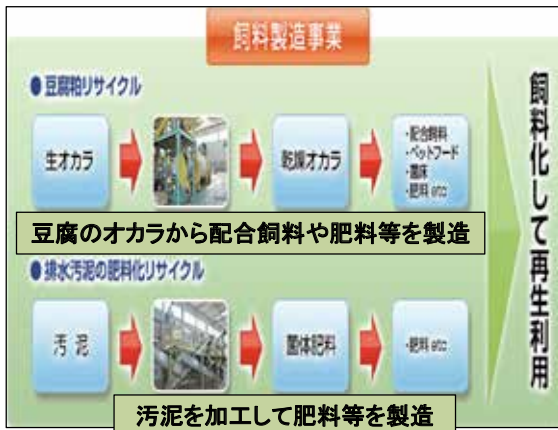 飼料製造事業
●豆腐粕リサイクル
生オカラ
乾燥オカラ
・配合飼料
・ペットフード
・菌床
・肥料 etc
豆腐のオカラから配合飼料や肥料等を製造
●排水汚泥の肥料化リサイクル
汚泥
菌体肥料
・肥料 etc
汚泥を加工して肥料等を製造
飼料化して再生利用